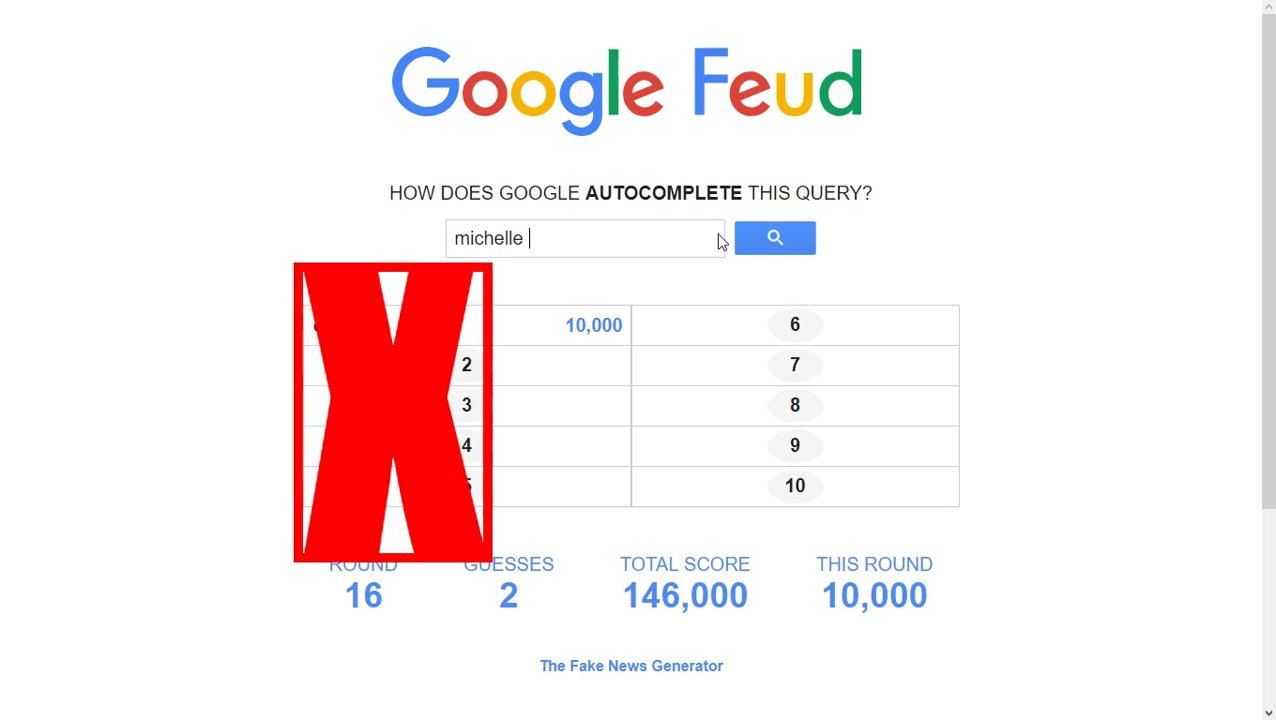 Google Feud
HOW DOES GOOGLE AUTOCOMPLETE THIS QUERY?
michelle
X
10,000
6
2
7
3
8
4
9
10
ROUND
GUESSES
TOTAL SCORE
THIS ROUND
16
2
146,000
10,000
The Fake News Generator